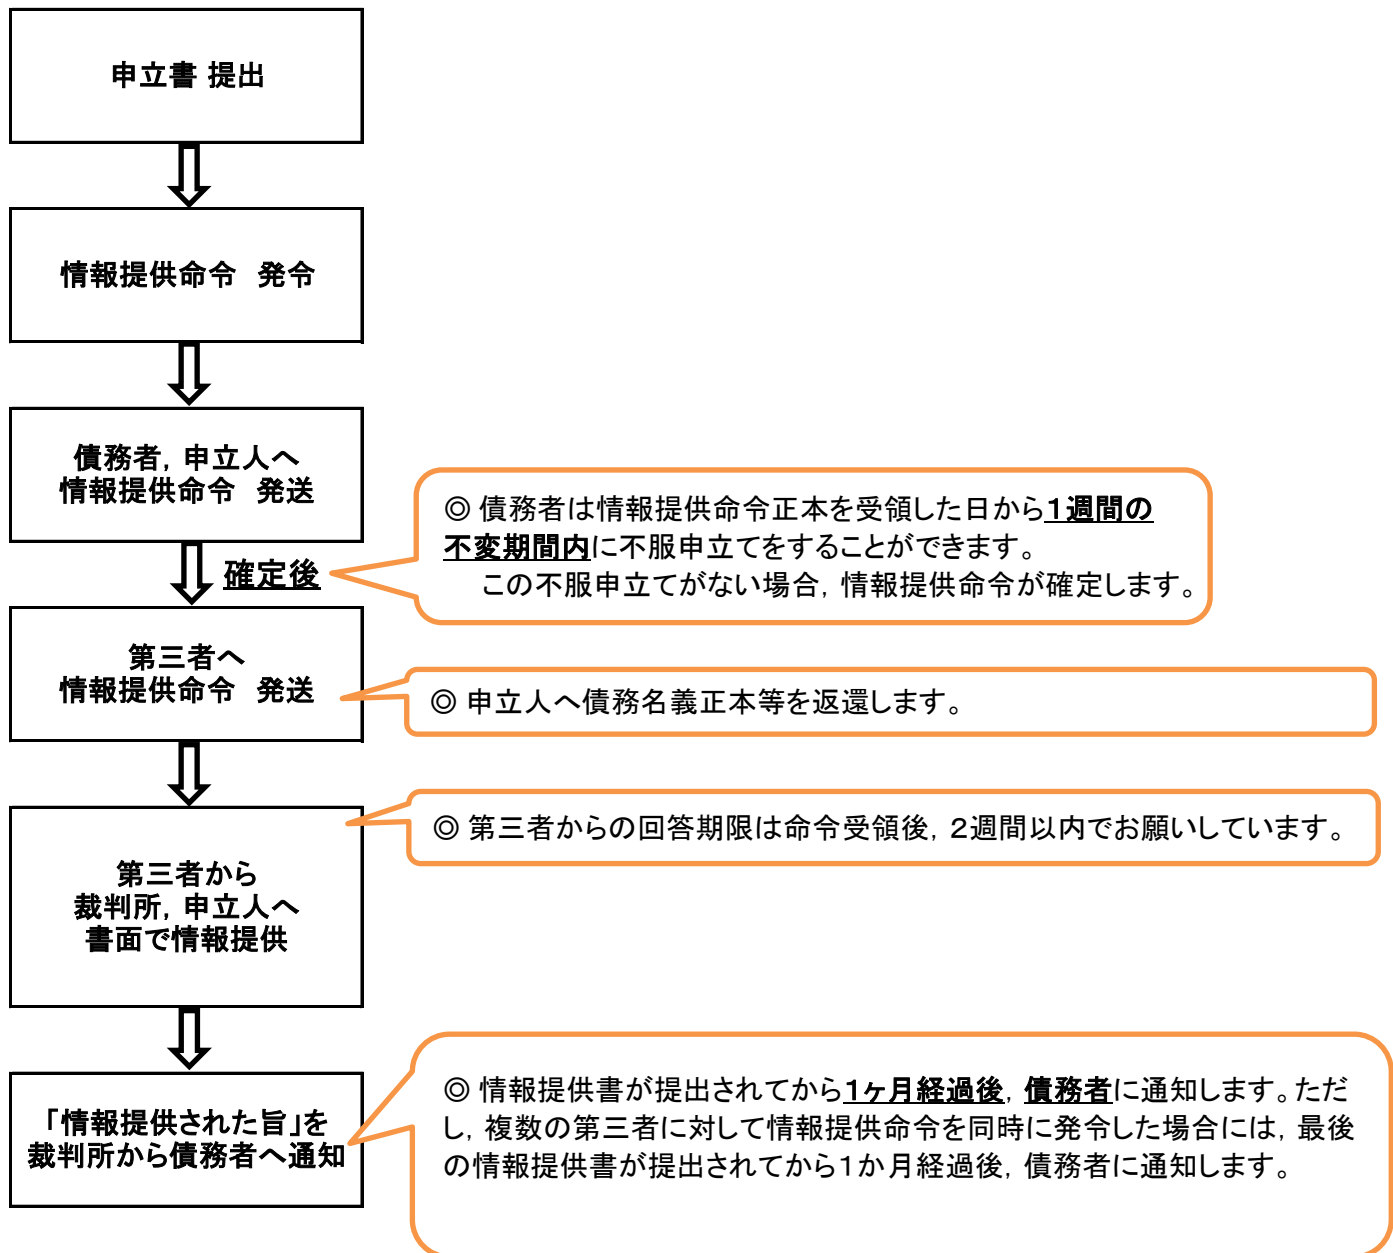 申立書 提出
情報提供命令　発令
債務者，申立人へ
情報提供命令　発送
◎ 債務者は情報提供命令正本を受領した日から１週間の
不変期間内に不服申立てをすることができます。
この不服申立てがない場合，情報提供命令が確定します。
確定後
第三者へ
情報提供命令　発送
◎ 申立人へ債務名義正本等を返還します。
◎ 第三者からの回答期限は命令受領後，２週間以内でお願いしています。
第三者から
裁判所，申立人へ
書面で情報提供
「情報提供された旨」を
裁判所から債務者へ通知
◎ 情報提供書が提出されてから１ヶ月経過後，債務者に通知します。ただ
し，複数の第三者に対して情報提供命令を同時に発令した場合には，最後
の情報提供書が提出されてから１か月経過後，債務者に通知します。